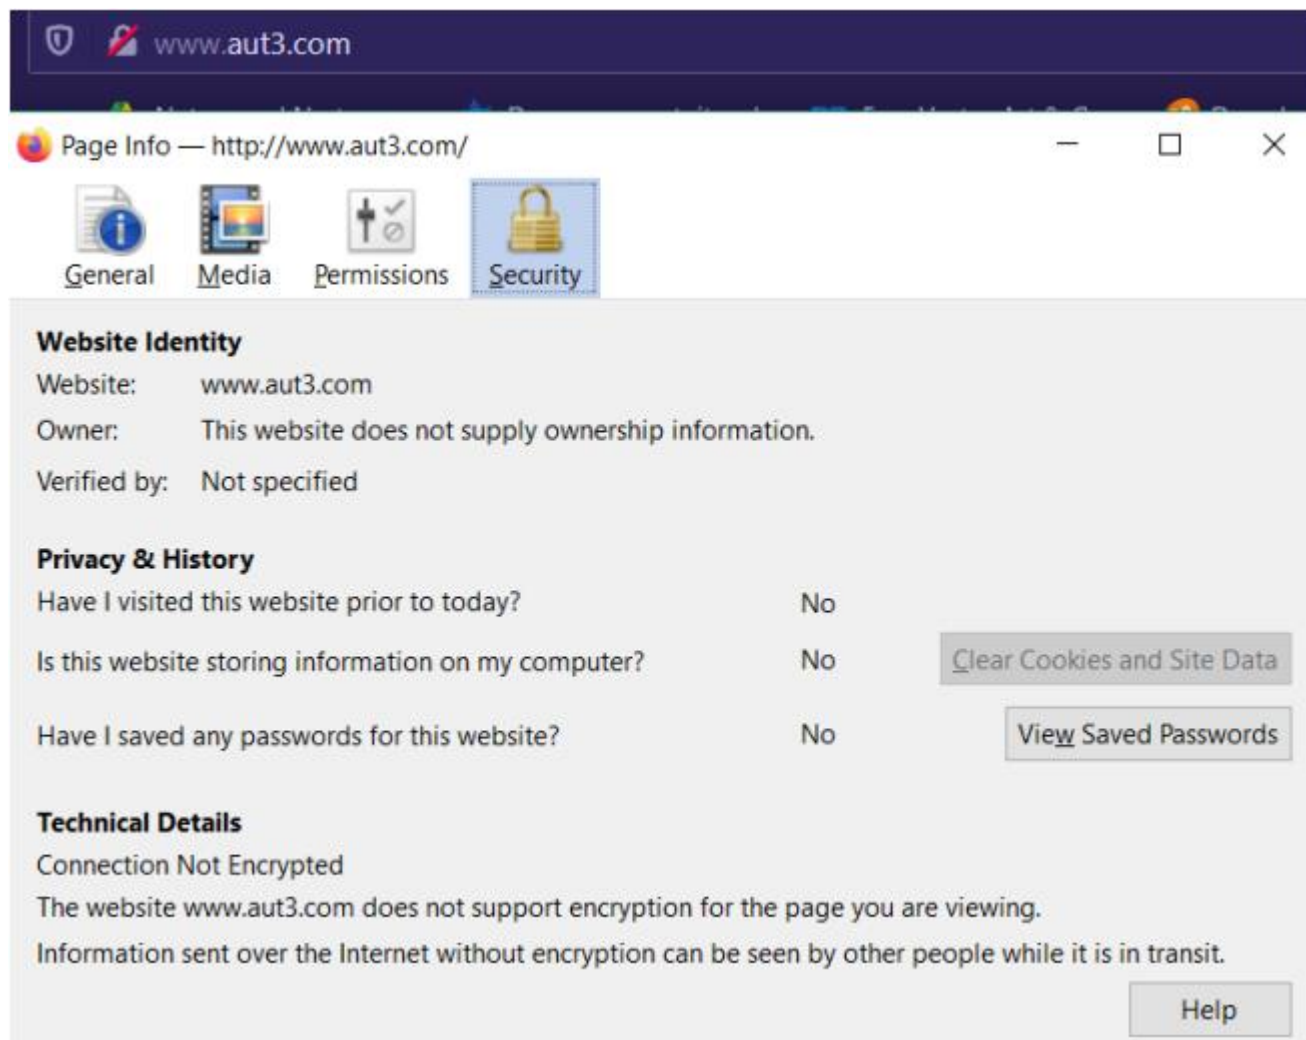 www.aut3.com
Page Info — http://www.aut3.com/
General Media Permissions Security
Website Identity
Website: www.aut3.com
Owner: This website does not supply ownership information.
Verified by: Not specified
Privacy & History
Have I visited this website prior to today? No
Is this website storing information on my computer? No Clear Cookies and Site Data
Have I saved any passwords for this website? No View Saved Passwords
Technical Details
Connection Not Encrypted
The website www.aut3.com does not support encryption for the page you are viewing.
Information sent over the Internet without encryption can be seen by other people while it is in transit.
Help